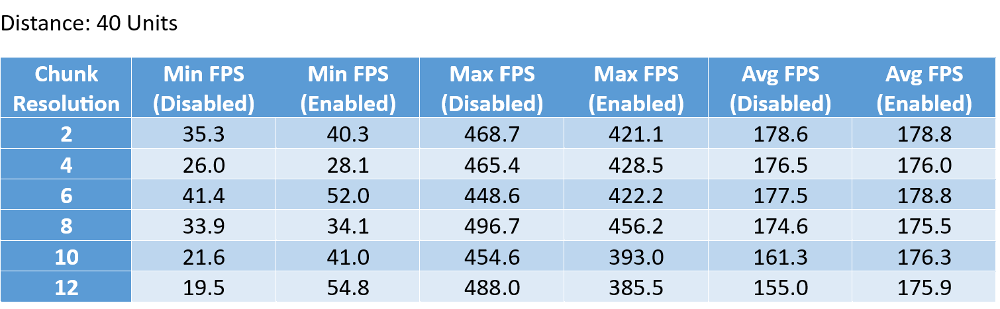 Distance: 40 Units
Chunk Resolution Min FPS (Disabled) Min FPS (Enabled) Max FPS (Disabled) Max FPS (Enabled) Avg FPS (Disabled) Avg FPS (Enabled)
2 35.3 40.3 468.7 421.1 178.6 178.8
4 26.0 28.1 465.4 428.5 176.5 176.0
6 41.4 52.0 448.6 422.2 177.5 178.8
8 33.9 34.1 496.7 456.2 174.6 175.5
10 21.6 41.0 454.6 393.0 161.3 176.3
12 19.5 54.8 488.0 385.5 155.0 175.9